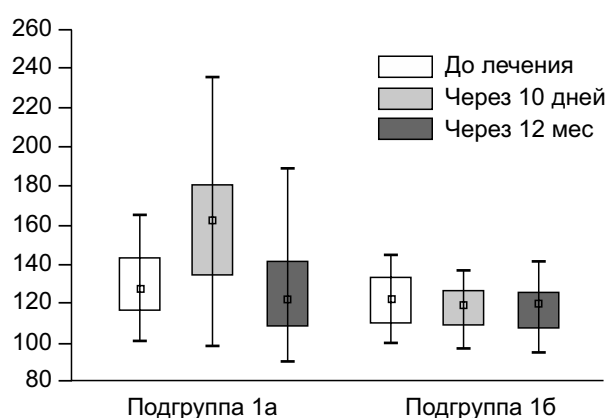 260
240
220
200
180
160
140
120
100
80
До лечения
Через 10 дней
Через 12 мес
Подгруппа 1а
Подгруппа 1б